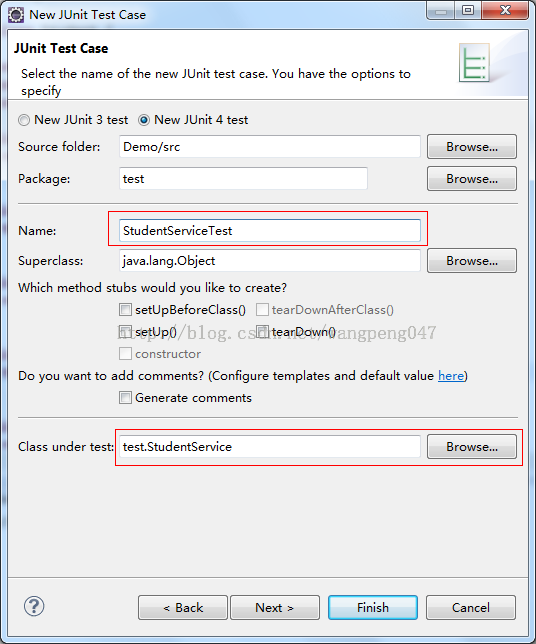 New JUnit Test Case
JUnit Test Case
Select the name of the new JUnit test case. You have the options to
specify
New JUnit 3 test New JUnit 4 test
Source folder: Demo/src Browse...
Package: test Browse...
Name: StudentServiceTest
Superclass: java.lang.Object Browse...
Which method stubs would you like to create?
setUpBeforeClass() tearDownAfterClass()
setUp() tearDown()
http://blog.csdn.net/vangpeng047
constructor
Do you want to add comments? (Configure templates and default value here)
Generate comments
Class under test: test.StudentService Browse...
? < Back Next > Finish Cancel